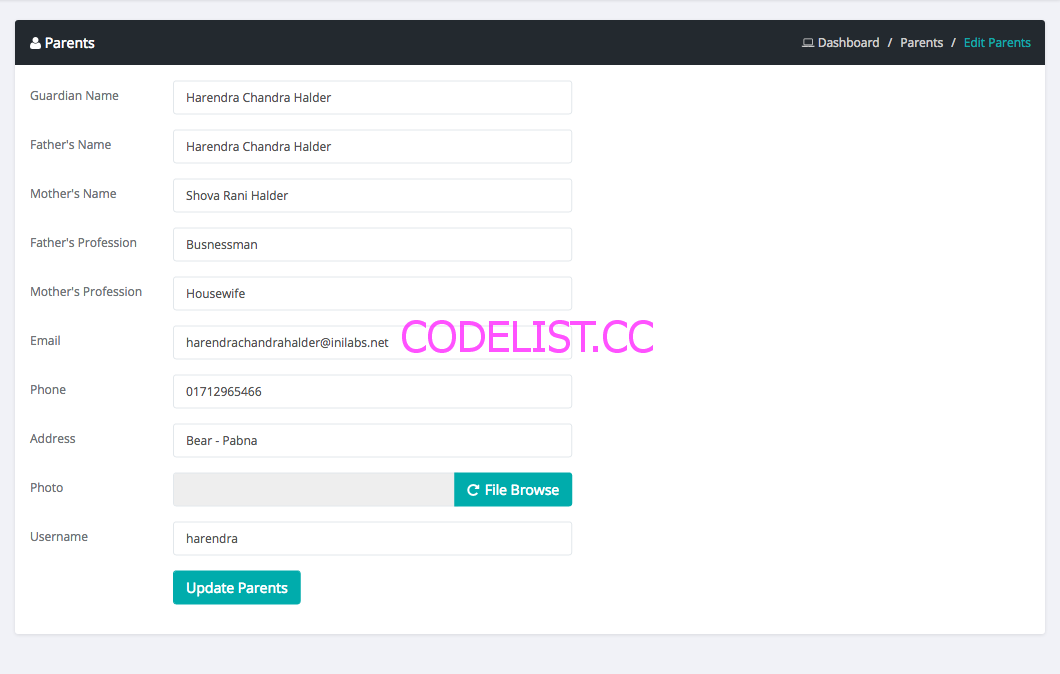 Parents
Dashboard / Parents / Edit Parents
Guardian Name Harendra Chandra Halder
Father's Name Harendra Chandra Halder
Mother's Name Shova Rani Halder
Father's Profession Busnessman
Mother's Profession Housewife
Email harendrachandrahalder@inilabs.net
CODELIST.CC
Phone 01712965466
Address Bear - Pabna
Photo File Browse
Username harendra
Update Parents